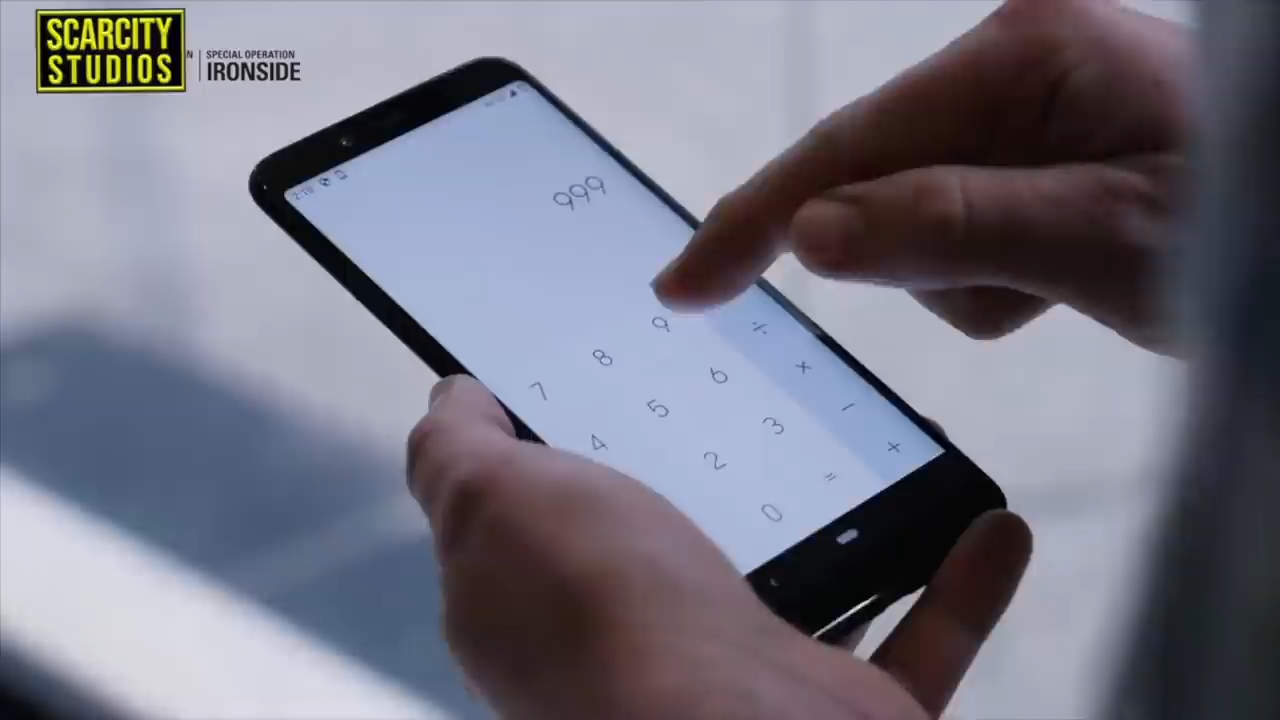 SCARCITY
STUDIOS
N
SPECIAL OPERATION
IRONSIDE
999
9 ÷
8 6 ×
7 5 3 −
4 2 = +
0